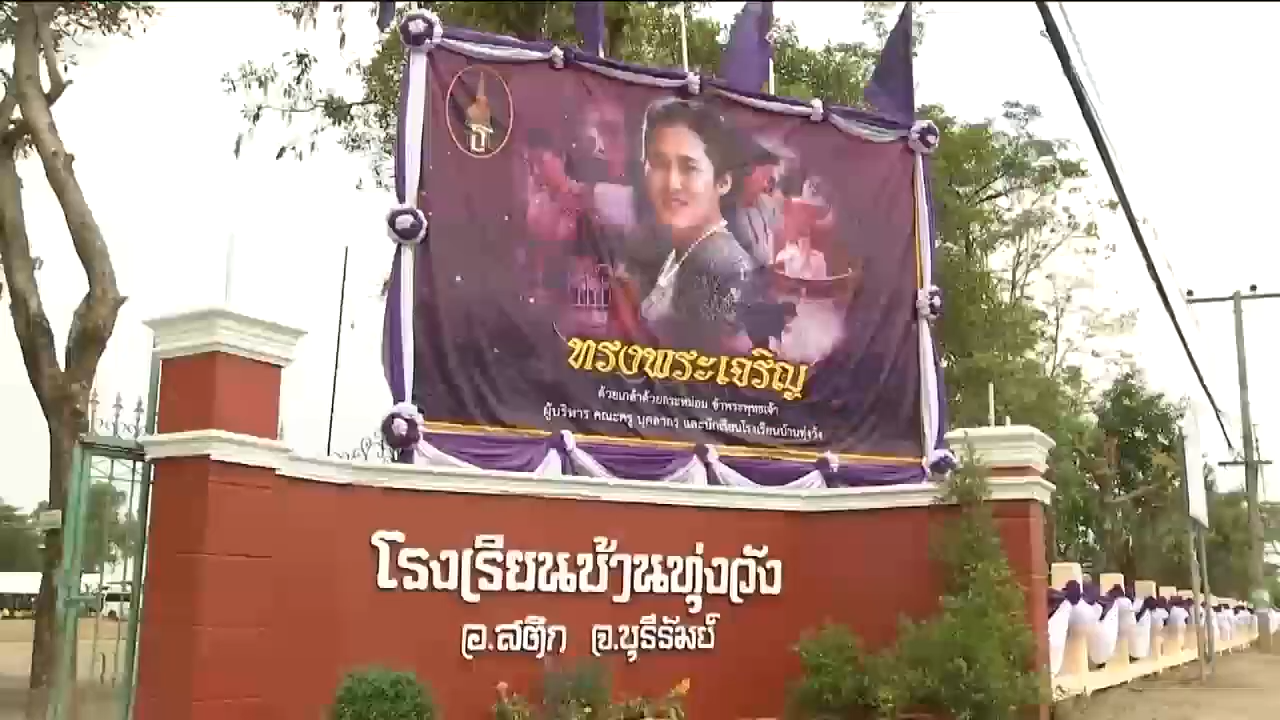 ธ
ทรงพระเจริญ
ด้วยเกล้าด้วยกระหม่อม ข้าพระพุทธเจ้า
ผู้บริหาร คณะครู บุคลากร และนักเรียนโรงเรียนบ้านทุ่งวัง
โรงเรียนบ้านทุ่งวัง
อ.สตึก จ.บุรีรัมย์